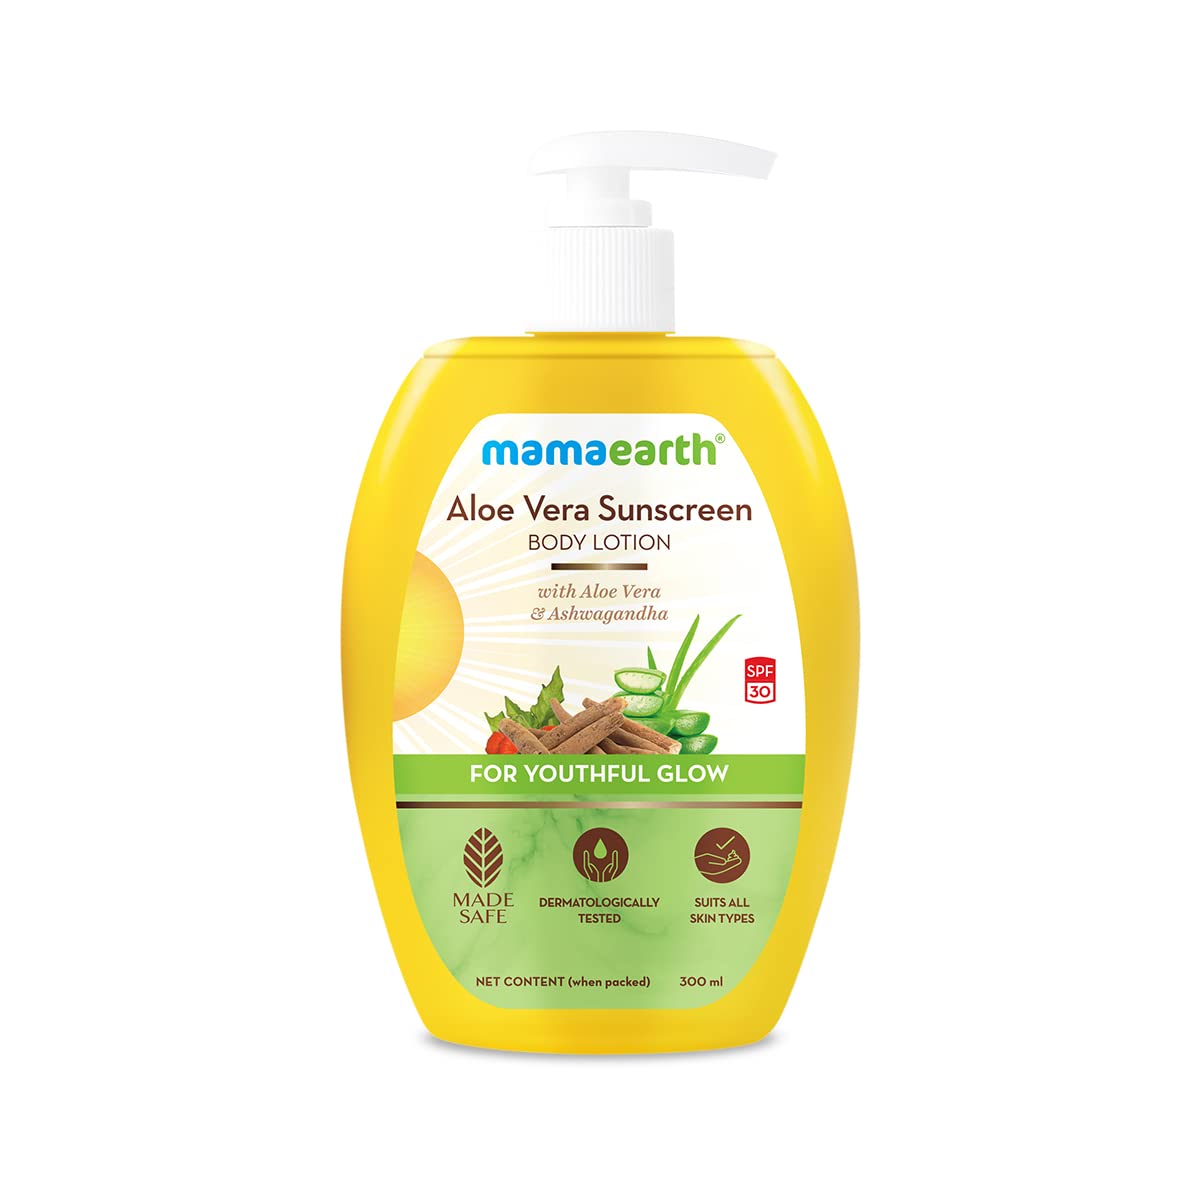 mamaearth®
Aloe Vera Sunscreen
BODY LOTION
with Aloe Vera
& Ashwagandha
SPF
30
FOR YOUTHFUL GLOW
MADE
SAFE
DERMATOLOGICALLY
TESTED
SUITS ALL
SKIN TYPES
NET CONTENT (when packed) 300 ml